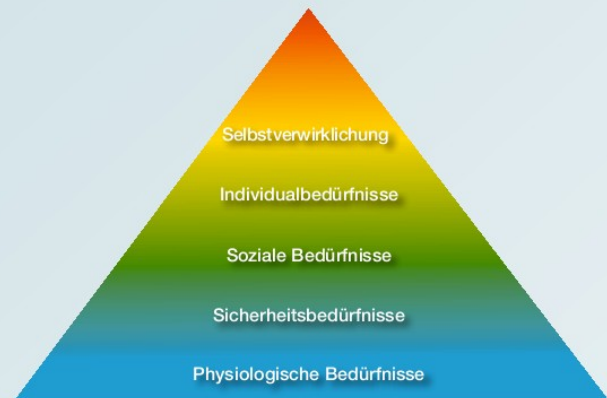 Selbstverwirklichung
Individualbedürfnisse
Soziale Bedürfnisse
Sicherheitsbedürfnisse
Physiologische Bedürfnisse